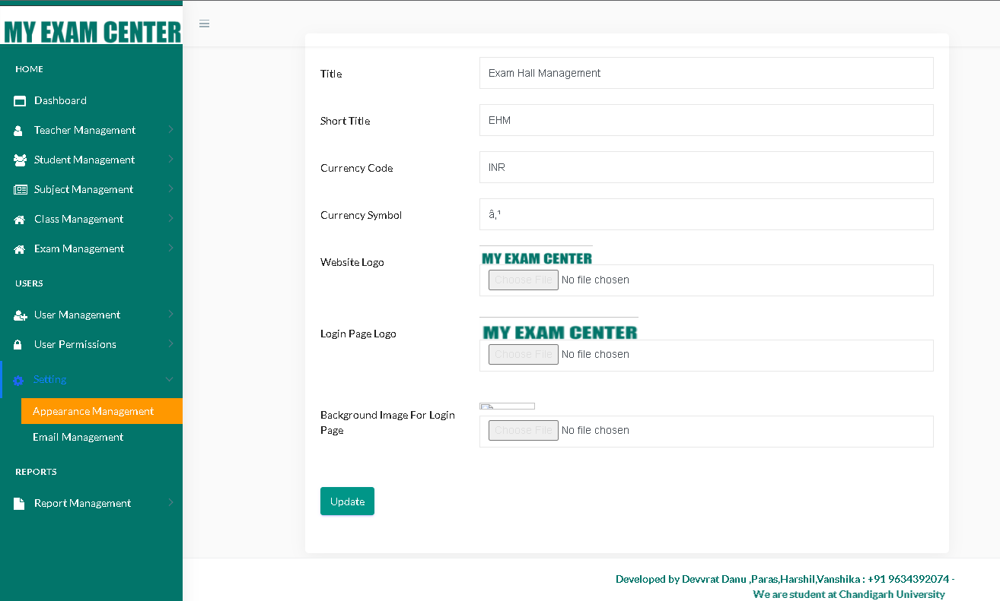 MY EXAM CENTER
HOME
Dashboard
Teacher Management
Student Management
Subject Management
Class Management
Exam Management
USERS
User Management
User Permissions
Setting
Appearance Management
Email Management
REPORTS
Report Management
Title
Exam Hall Management
Short Title
EHM
Currency Code
INR
Currency Symbol
â‚¹
Website Logo
MY EXAM CENTER
Choose File No file chosen
Login Page Logo
MY EXAM CENTER
Choose File No file chosen
Background Image For Login
Page
Choose File No file chosen
Update
Developed by Devvrat Danu ,Paras,Harshil,Vanshika : +91 9634392074 -
We are student at Chandigarh University